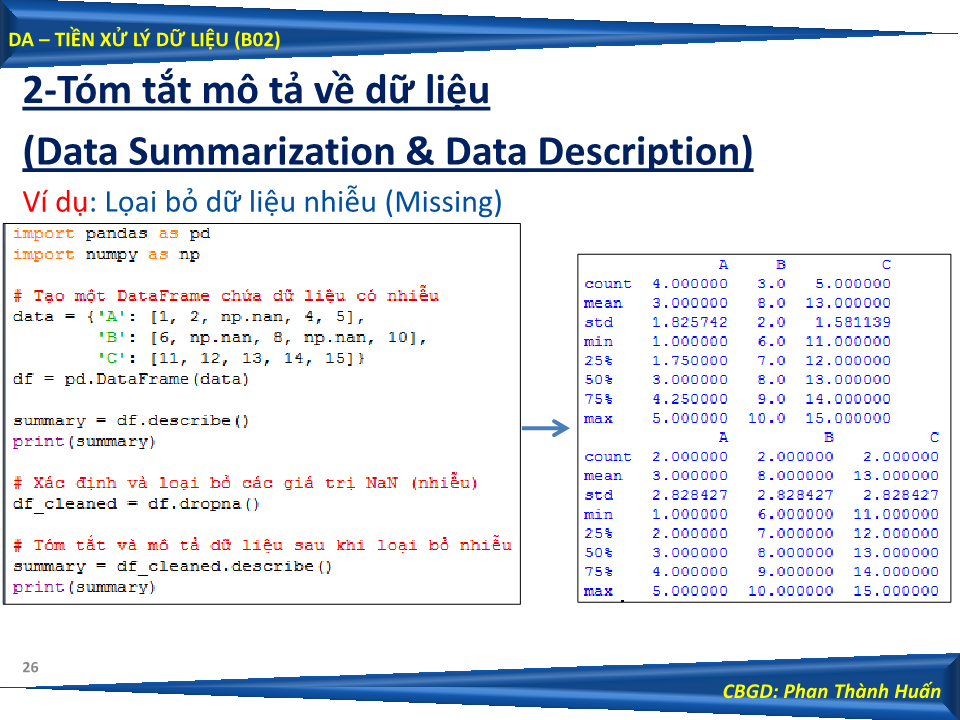 DA – TIỀN XỬ LÝ DỮ LIỆU (B02)
2-Tóm tắt mô tả về dữ liệu
(Data Summarization & Data Description)
Ví dụ: Lọai bỏ dữ liệu nhiễu (Missing)
import pandas as pd
import numpy as np
# Tạo một DataFrame chứa dữ liệu có nhiễu
data = {'A': [1, 2, np.nan, 4, 5],
'B': [6, np.nan, 8, np.nan, 10],
'C': [11, 12, 13, 14, 15]}
df = pd.DataFrame(data)
summary = df.describe()
print(summary)
# Xác định và loại bỏ các giá trị NaN (nhiễu)
df_cleaned = df.dropna()
# Tóm tắt và mô tả dữ liệu sau khi loại bỏ nhiễu
summary = df_cleaned.describe()
print(summary)
A B C
count 4.000000 3.0 5.000000
mean 3.000000 8.0 13.000000
std 1.825742 2.0 1.581139
min 1.000000 6.0 11.000000
25% 1.750000 7.0 12.000000
50% 3.000000 8.0 13.000000
75% 4.250000 9.0 14.000000
max 5.000000 10.0 15.000000
A B C
count 2.000000 2.000000 2.000000
mean 3.000000 8.000000 13.000000
std 2.828427 2.828427 2.828427
min 1.000000 6.000000 11.000000
25% 2.000000 7.000000 12.000000
50% 3.000000 8.000000 13.000000
75% 4.000000 9.000000 14.000000
max 5.000000 10.000000 15.000000
26
CBGD: Phan Thành Huấn